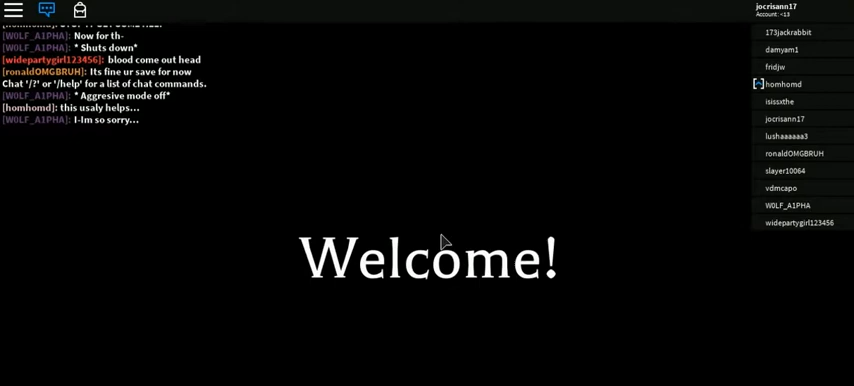 jocrisann17
Account: <13
[W0LF_A1PHA]: Now for th-
[W0LF_A1PHA]: * Shuts down*
[widepartygirl123456]: blood come out head
[ronaldOMGBRUH]: Its fine ur save for now
Chat '/?' or '/help' for a list of chat commands.
[W0LF_A1PHA]: * Aggresive mode off*
[homhomd]: this usaly helps...
[W0LF_A1PHA]: I-Im so sorry...
173jackrabbit
damyam1
fridjw
homhomd
isissxthe
jocrisann17
lushaaaaaa3
ronaldOMGBRUH
slayer10064
vdmcapo
W0LF_A1PHA
widepartygirl123456
Welcome!